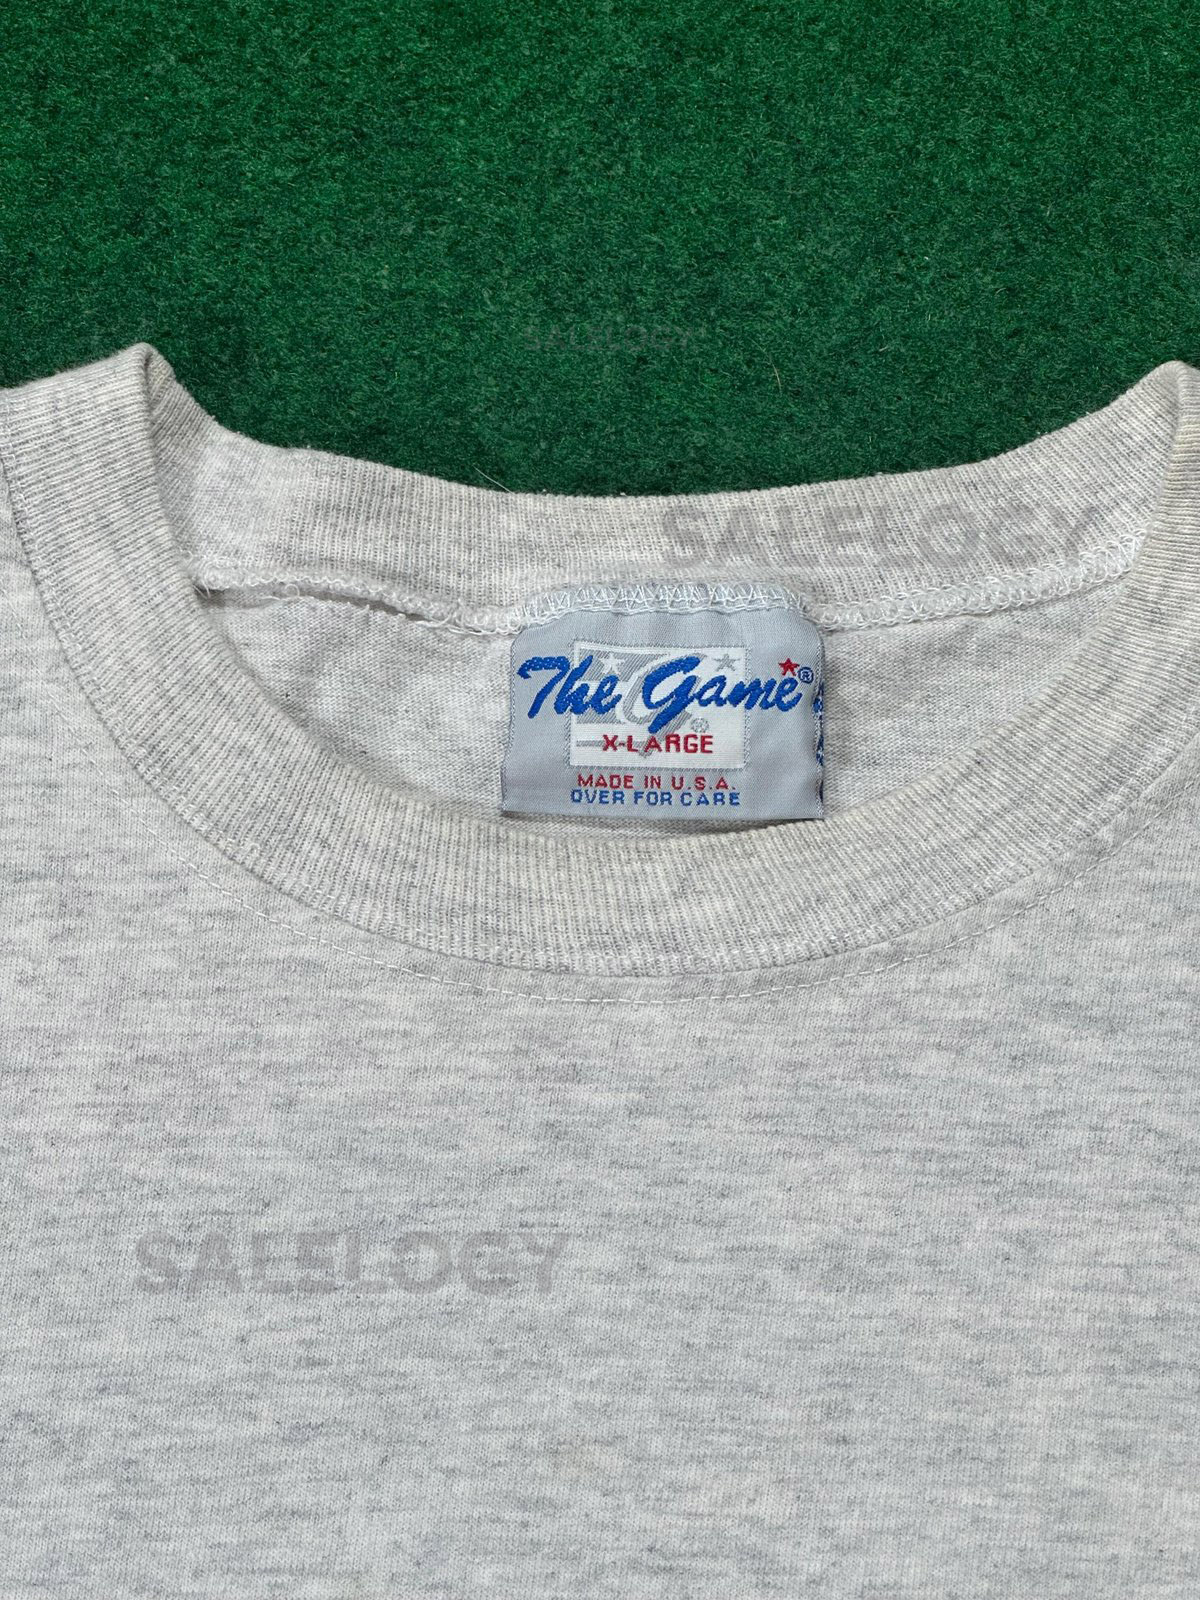 SALELOGY
SALELOGY
The Game®
®
X-LARGE
MADE IN U.S.A.
OVER FOR CARE
SALELOGY